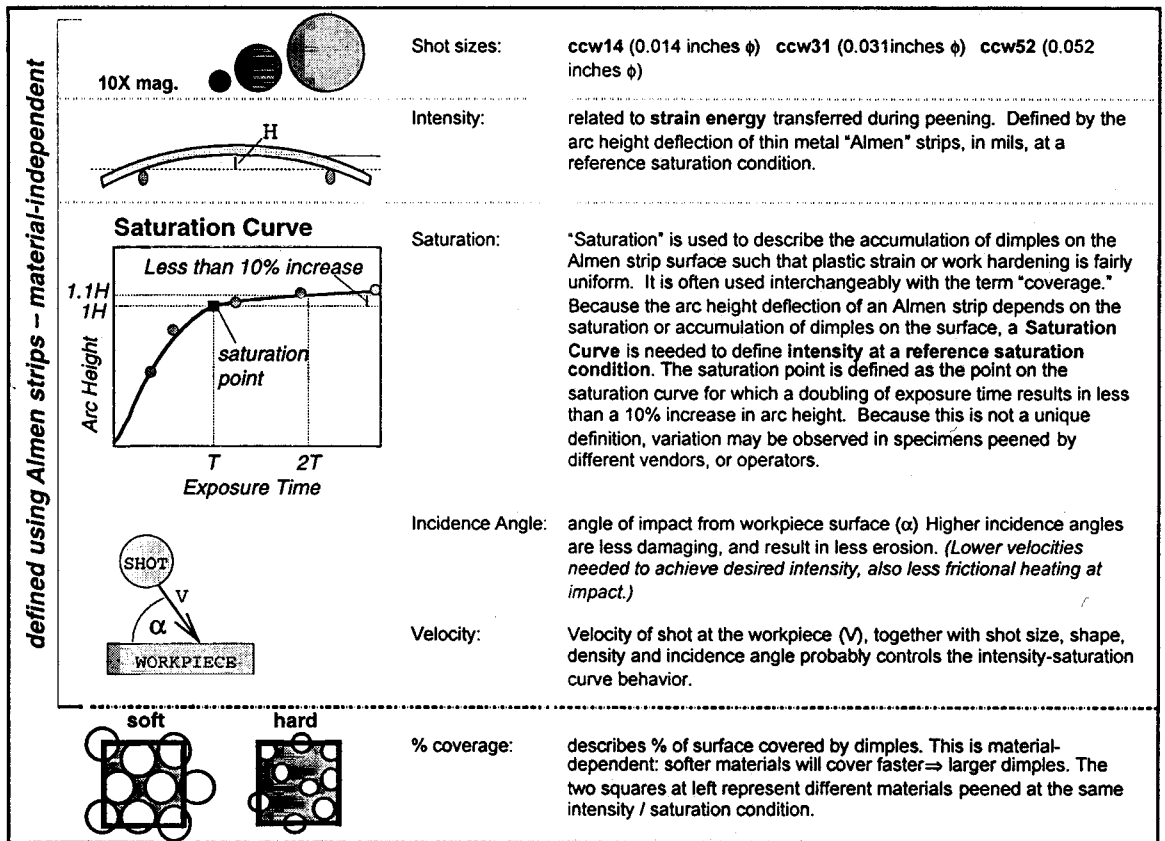 defined using Almen strips – material-independent
10X mag.
Shot sizes:
ccw14 (0.014 inches ϕ) ccw31 (0.031inches ϕ) ccw52 (0.052
inches ϕ)
H
Intensity:
related to strain energy transferred during peening. Defined by the
arc height deflection of thin metal "Almen" strips, in mils, at a
reference saturation condition.
Saturation Curve
Less than 10% increase
1.1H
1H
saturation
point
Arc Height
T
2T
Exposure Time
Saturation:
"Saturation" is used to describe the accumulation of dimples on the
Almen strip surface such that plastic strain or work hardening is fairly
uniform. It is often used interchangeably with the term "coverage."
Because the arc height deflection of an Almen strip depends on the
saturation or accumulation of dimples on the surface, a Saturation
Curve is needed to define intensity at a reference saturation
condition. The saturation point is defined as the point on the
saturation curve for which a doubling of exposure time results in less
than a 10% increase in arc height. Because this is not a unique
definition, variation may be observed in specimens peened by
different vendors, or operators.
SHOT
V
α
WORKPIECE
Incidence Angle:
angle of impact from workpiece surface (α) Higher incidence angles
are less damaging, and result in less erosion. (Lower velocities
needed to achieve desired intensity, also less frictional heating at
impact.)
Velocity:
Velocity of shot at the workpiece (V), together with shot size, shape,
density and incidence angle probably controls the intensity-saturation
curve behavior.
soft
hard
% coverage:
describes % of surface covered by dimples. This is material-
dependent: softer materials will cover faster⇒ larger dimples. The
two squares at left represent different materials peened at the same
intensity / saturation condition.